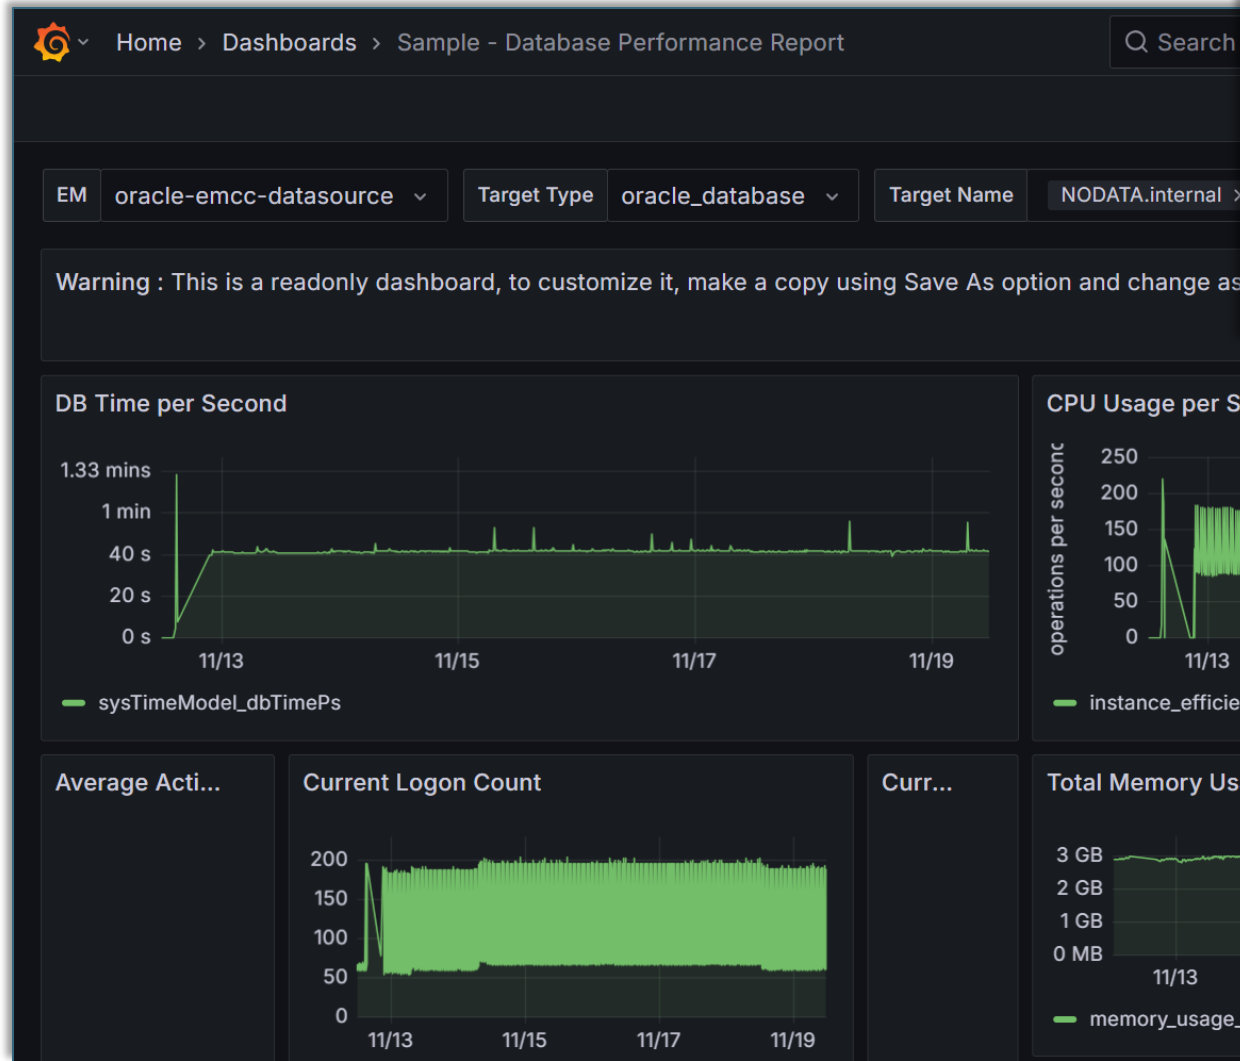 Home › Dashboards › Sample - Database Performance Report
Search
EM oracle-emcc-datasource Target Type oracle_database Target Name NODATA.internal ×
Warning : This is a readonly dashboard, to customize it, make a copy using Save As option and change as
DB Time per Second
1.33 mins
1 min
40 s
20 s
0 s
11/13 11/15 11/17 11/19
sysTimeModel_dbTimePs
CPU Usage per S
operations per second
250
200
150
100
50
0
11/13
instance_efficie
Average Acti...
Current Logon Count
200
150
100
50
0
11/13 11/15 11/17 11/19
Curr...
Total Memory Us
3 GB
2 GB
1 GB
0 MB
11/13
memory_usage_